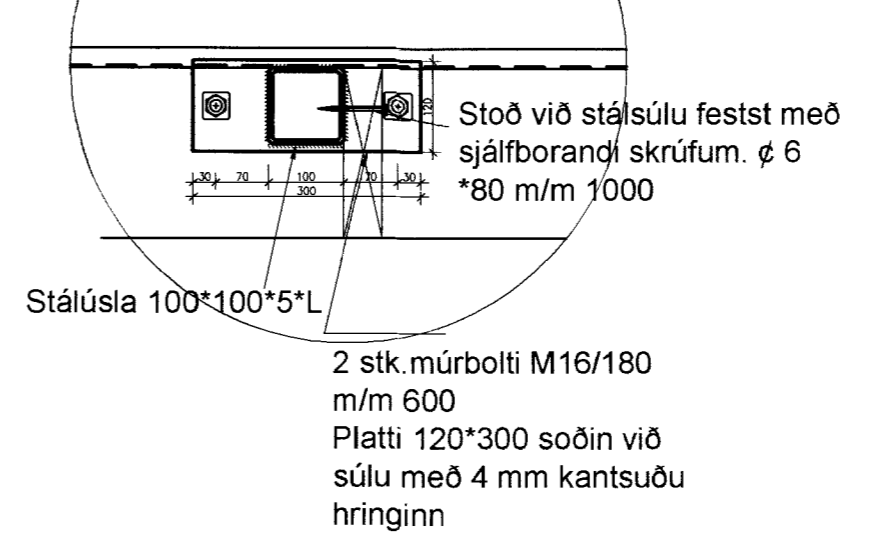 120
Stoð við stálsúlu festst með
sjálfborandi skrúfum. ¢ 6
*80 m/m 1000
30 70 100 70 30
300
Stálúsla 100*100*5*L
2 stk.múrbolti M16/180
m/m 600
Platti 120*300 soðin við
súlu með 4 mm kantsuðu
hringinn